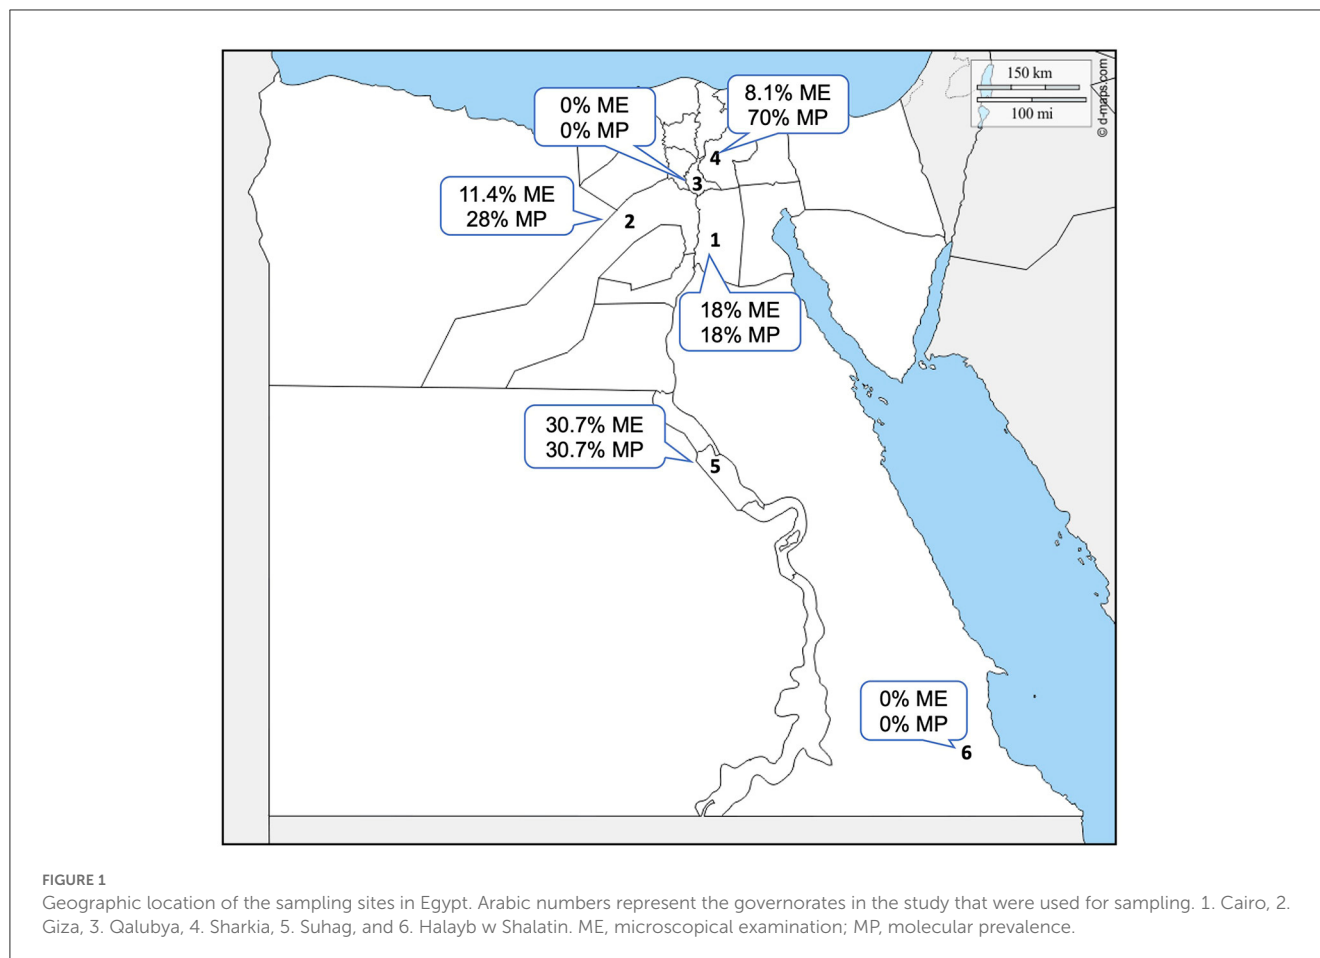 150 km
100 mi
© d-maps.com
0% ME
0% MP
8.1% ME
70% MP
4
3
11.4% ME
28% MP
2
1
18% ME
18% MP
30.7% ME
30.7% MP
5
0% ME
0% MP
6
FIGURE 1
Geographic location of the sampling sites in Egypt. Arabic numbers represent the governorates in the study that were used for sampling. 1. Cairo, 2.
Giza, 3. Qalubya, 4. Sharkia, 5. Suhag, and 6. Halayb w Shalatin. ME, microscopical examination; MP, molecular prevalence.